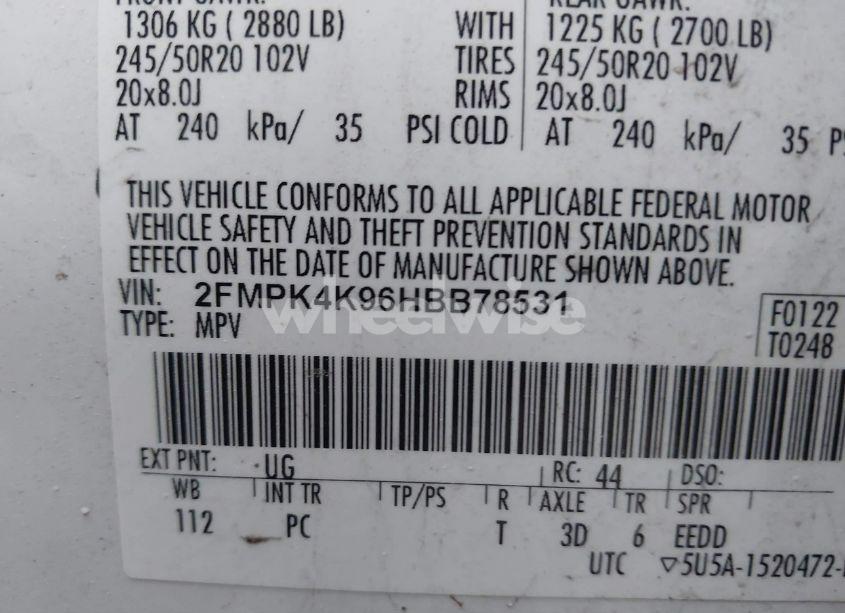 1306 KG ( 2880 LB) WITH 1225 KG ( 2700 LB)
245/50R20 102V TIRES 245/50R20 102V
20x8.0J RIMS 20x8.0J
AT 240 kPa/ 35 PSI COLD AT 240 kPa/ 35
THIS VEHICLE CONFORMS TO ALL APPLICABLE FEDERAL MOTOR
VEHICLE SAFETY AND THEFT PREVENTION STANDARDS IN
EFFECT ON THE DATE OF MANUFACTURE SHOWN ABOVE.
VIN: 2FMPK4K96HBB78531
TYPE: MPV
F0122
T0248
wheelwise
EXT PNT: UG RC: 44 DSO:
WB INT TR TP/PS R AXLE TR SPR
112 PC T 3D 6 EEDD
UTC ▽5U5A-1520472-